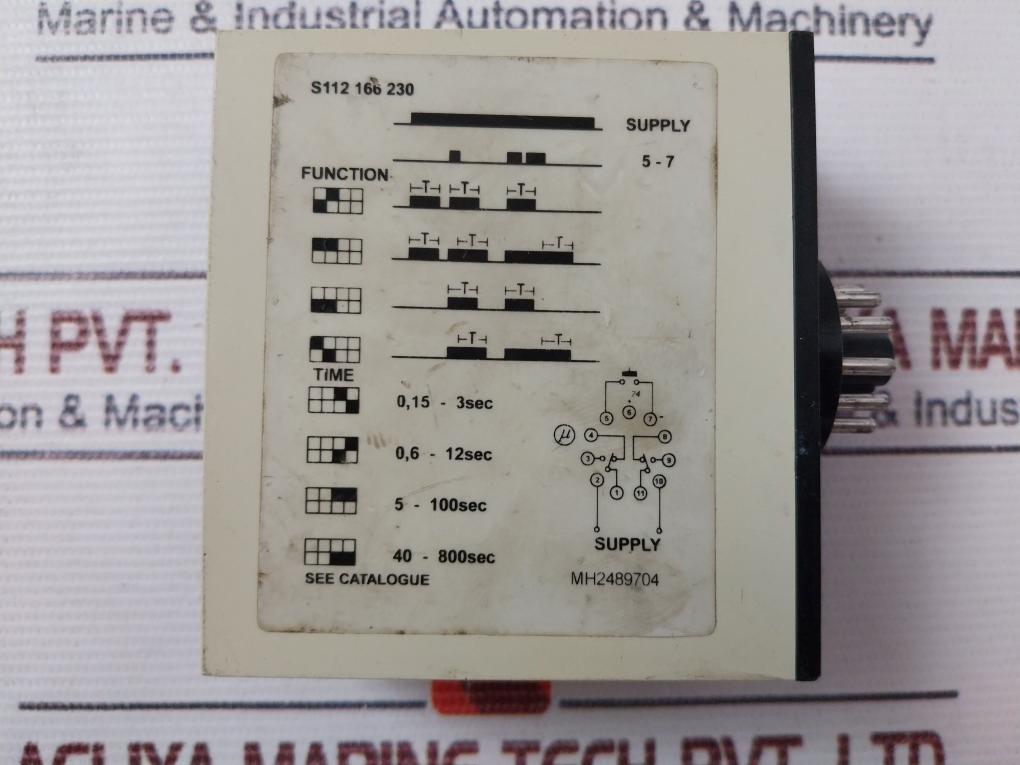 Marine & Industrial Automation & Machinery
S112 166 230
SUPPLY
5 - 7
FUNCTION
T T T
T T T
T T
T T
TIME
0,15 - 3sec
0,6 - 12sec
5 - 100sec
40 - 800sec
SEE CATALOGUE
24
+
5 6 7 -
µ 4 8
3 9
2 1 11 10
SUPPLY
MH2489704
H PVT.
on & Mach
A MA
& Indus